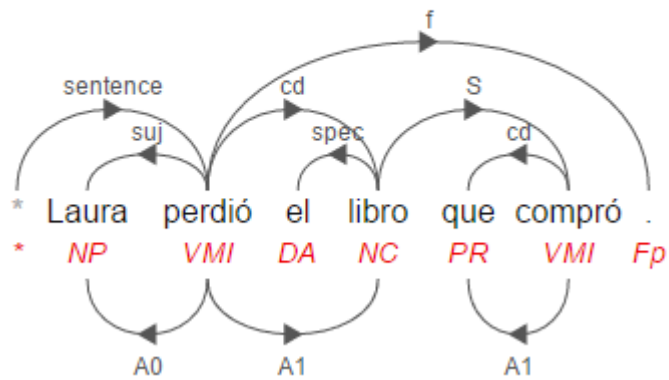 f
sentence cd S
suj spec cd
* Laura perdió el libro que compró .
* NP VMI DA NC PR VMI Fp
A0 A1 A1